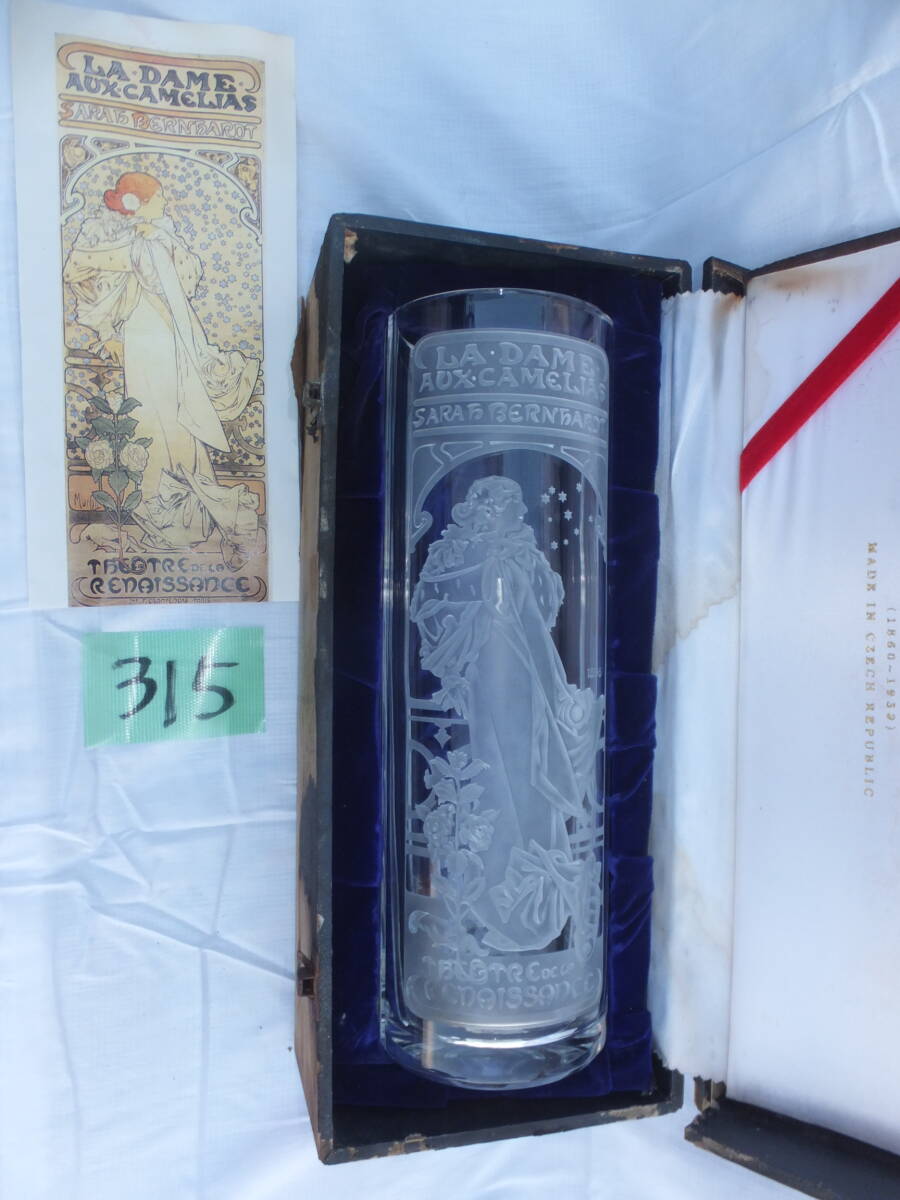 LA·DAME·
AUX·CAMELIAS
SARAH BERNHARDT
THEATRE DE LA
RENAISSANCE
315
LA·DAME
AUX·CAMELIAS
SARAH BERNHARDT
THEATRE DE LA
RENAISSANCE
(1860~1939)
MADE IN CZECH REPUBLIC